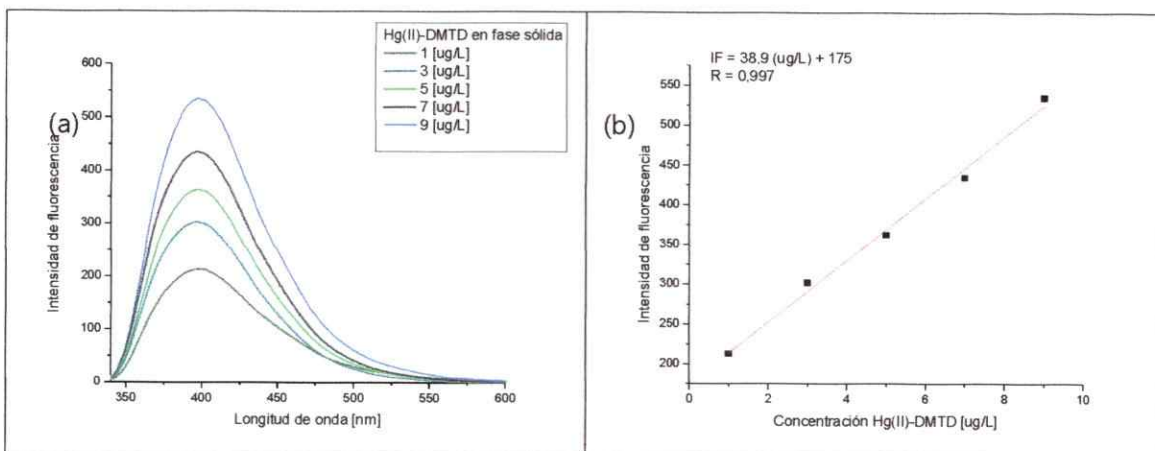 (a)
Hg(II)-DMTD en fase sólida
1 [ug/L]
3 [ug/L]
5 [ug/L]
7 [ug/L]
9 [ug/L]
Intensidad de fluorescencia
600
500
400
300
200
100
0
350
400
450
500
550
600
Longitud de onda [nm]
(b)
IF = 38.9 (ug/L) + 175
R = 0,997
Intensidad de fluorescencia
550
500
450
400
350
300
250
200
0
2
4
6
8
10
Concentración Hg(II)-DMTD [ug/L]